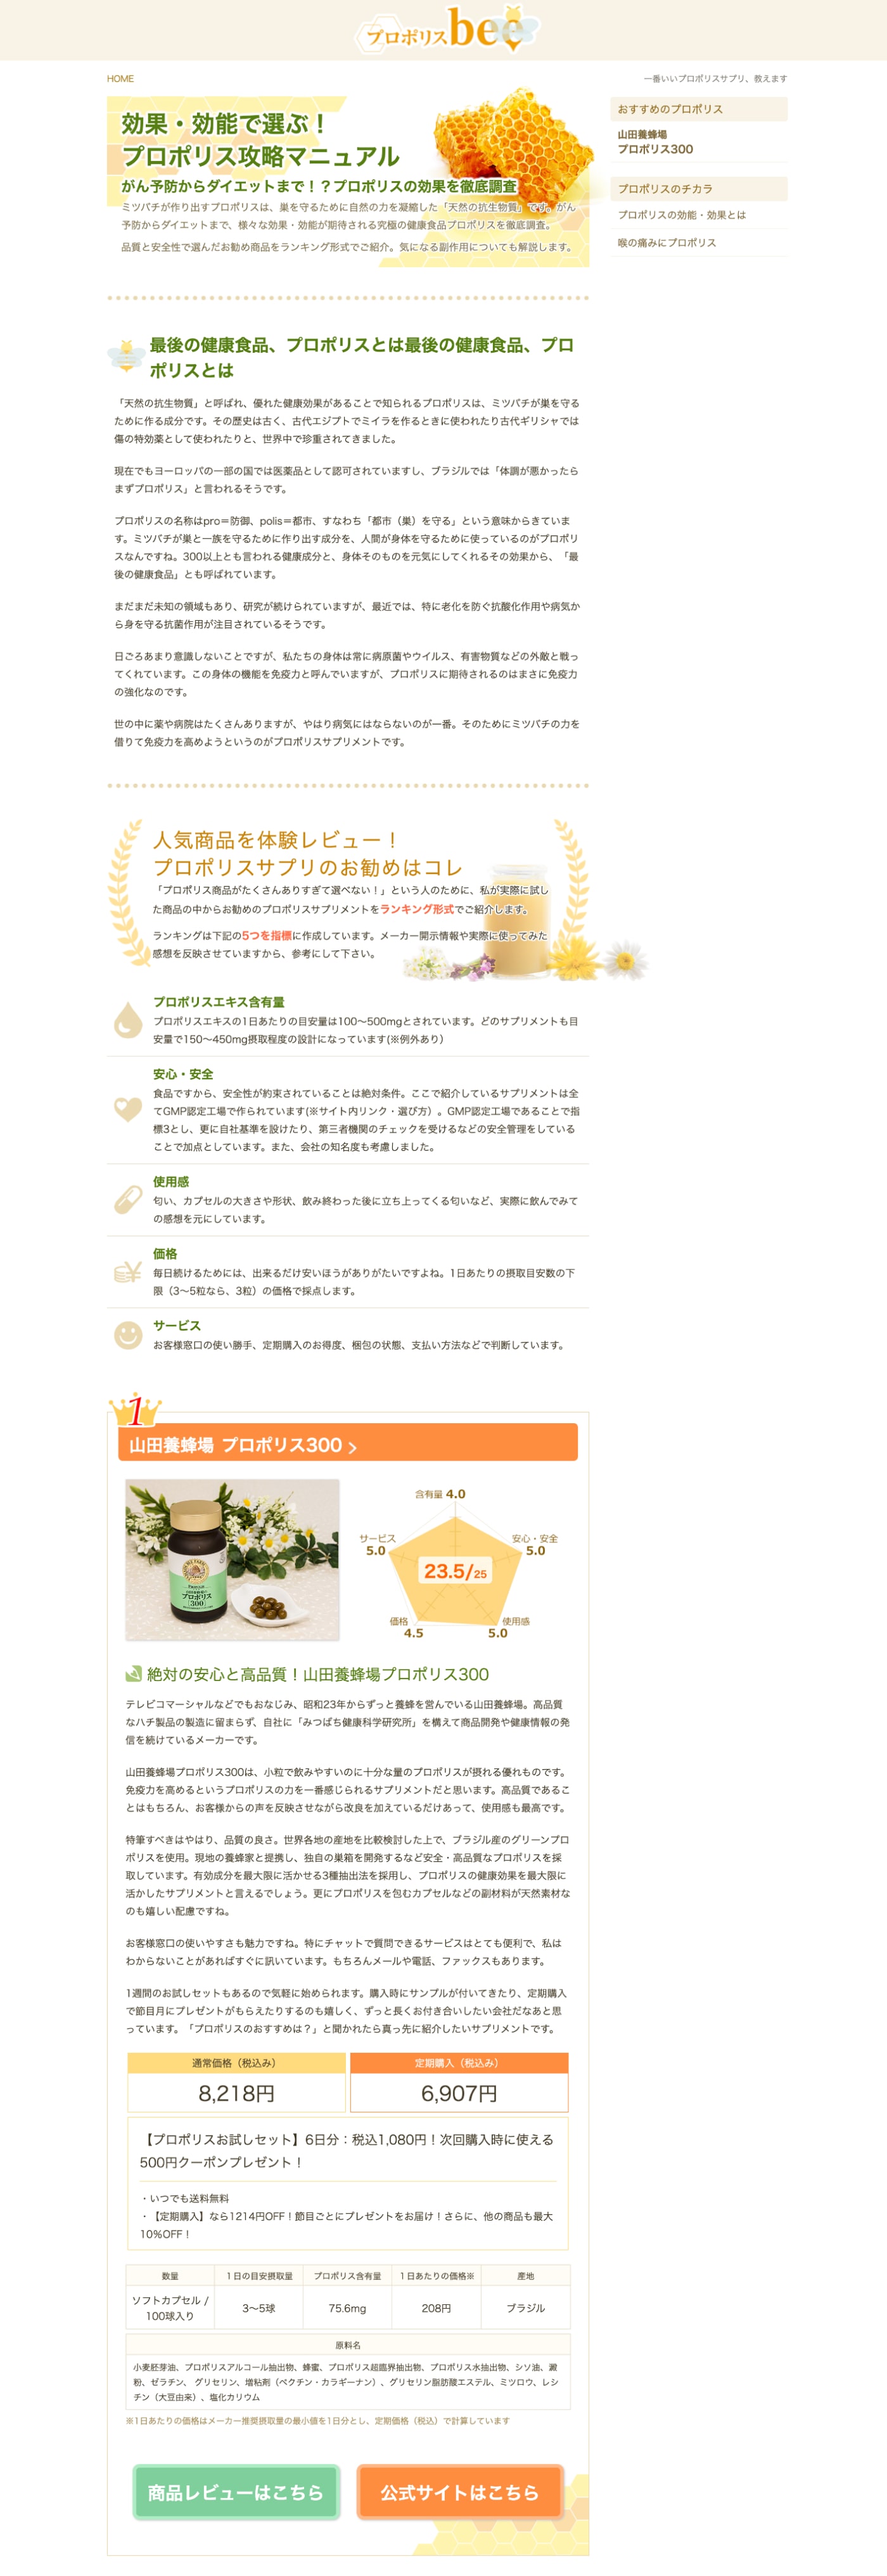 プロポリスbee
HOME
一番いいプロポリスサプリ、教えます
効果・効能で選ぶ！
プロポリス攻略マニュアル
がん予防からダイエットまで！？プロポリスの効果を徹底調査
ミツバチが作り出すプロポリスは、巣を守るために自然の力を凝縮した「天然の抗生物質」です。がん
予防からダイエットまで、様々な効果・効能が期待される究極の健康食品プロポリスを徹底調査。
品質と安全性で選んだお勧め商品をランキング形式でご紹介。気になる副作用についても解説します。
おすすめのプロポリス
山田養蜂場
プロポリス300
プロポリスのチカラ
プロポリスの効能・効果とは
喉の痛みにプロポリス
最後の健康食品、プロポリスとは最後の健康食品、プロ
ポリスとは
「天然の抗生物質」と呼ばれ、優れた健康効果があることで知られるプロポリスは、ミツバチが巣を守る
ために作る成分です。その歴史は古く、古代エジプトでミイラを作るときに使われたり古代ギリシャでは
傷の特効薬として使われたりと、世界中で珍重されてきました。
現在でもヨーロッパの一部の国では医薬品として認可されていますし、ブラジルでは「体調が悪かったら
まずプロポリス」と言われるそうです。
プロポリスの名称はpro＝防御、polis＝都市、すなわち「都市（巣）を守る」という意味からきていま
す。ミツバチが巣と一族を守るために作り出す成分を、人間が身体を守るために使っているのがプロポリ
スなんですね。300以上とも言われる健康成分と、身体そのものを元気にしてくれるその効果から、「最
後の健康食品」とも呼ばれています。
まだまだ未知の領域もあり、研究が続けられていますが、最近では、特に老化を防ぐ抗酸化作用や病気か
ら身を守る抗菌作用が注目されているそうです。
日ごろあまり意識しないことですが、私たちの身体は常に病原菌やウイルス、有害物質などの外敵と戦っ
てくれています。この身体の機能を免疫力と呼んでいますが、プロポリスに期待されるのはまさに免疫力
の強化なのです。
世の中に薬や病院はたくさんありますが、やはり病気にはならないのが一番。そのためにミツバチの力を
借りて免疫力を高めようというのがプロポリスサプリメントです。
人気商品を体験レビュー！
プロポリスサプリのお勧めはコレ
「プロポリス商品がたくさんありすぎて選べない！」という人のために、私が実際に試し
た商品の中からお勧めのプロポリスサプリメントをランキング形式でご紹介します。
ランキングは下記の5つを指標に作成しています。メーカー開示情報や実際に使ってみた
感想を反映させていますから、参考にして下さい。
プロポリスエキス含有量
プロポリスエキスの1日あたりの目安量は100〜500mgとされています。どのサプリメントも目
安量で150〜450mg摂取程度の設計になっています(※例外あり）
安心・安全
食品ですから、安全性が約束されていることは絶対条件。ここで紹介しているサプリメントは全
てGMP認定工場で作られています(※サイト内リンク・選び方）。GMP認定工場であることで指
標3とし、更に自社基準を設けたり、第三者機関のチェックを受けるなどの安全管理をしている
ことで加点としています。また、会社の知名度も考慮しました。
使用感
匂い、カプセルの大きさや形状、飲み終わった後に立ち上ってくる匂いなど、実際に飲んでみて
の感想を元にしています。
価格
毎日続けるためには、出来るだけ安いほうがありがたいですよね。1日あたりの摂取目安数の下
限（3〜5粒なら、3粒）の価格で採点します。
サービス
お客様窓口の使い勝手、定期購入のお得度、梱包の状態、支払い方法などで判断しています。
1
山田養蜂場 プロポリス300
プロポリス
300
含有量 4.0
サービス
5.0
安心・安全
5.0
23.5/25
価格
4.5
使用感
5.0
絶対の安心と高品質！山田養蜂場プロポリス300
テレビコマーシャルなどでもおなじみ、昭和23年からずっと養蜂を営んでいる山田養蜂場。高品質
なハチ製品の製造に留まらず、自社に「みつばち健康科学研究所」を構えて商品開発や健康情報の発
信を続けているメーカーです。
山田養蜂場プロポリス300は、小粒で飲みやすいのに十分な量のプロポリスが摂れる優れものです。
免疫力を高めるというプロポリスの力を一番感じられるサプリメントだと思います。高品質であるこ
とはもちろん、お客様からの声を反映させながら改良を加えているだけあって、使用感も最高です。
特筆すべきはやはり、品質の良さ。世界各地の産地を比較検討した上で、ブラジル産のグリーンプロ
ポリスを使用。現地の養蜂家と提携し、独自の巣箱を開発するなど安全・高品質なプロポリスを採
取しています。有効成分を最大限に活かせる3種抽出法を採用し、プロポリスの健康効果を最大限に
活かしたサプリメントと言えるでしょう。更にプロポリスを包むカプセルなどの副材料が天然素材な
のも嬉しい配慮ですね。
お客様窓口の使いやすさも魅力ですね。特にチャットで質問できるサービスはとても便利で、私は
わからないことがあればすぐに訊いています。もちろんメールや電話、ファックスもあります。
1週間のお試しセットもあるので気軽に始められます。購入時にサンプルが付いてきたり、定期購入
で節目月にプレゼントがもらえたりするのも嬉しく、ずっと長くお付き合いしたい会社だなあと思
っています。「プロポリスのおすすめは？」と聞かれたら真っ先に紹介したいサプリメントです。
通常価格（税込み）
定期購入（税込み）
8,218円
6,907円
【プロポリスお試しセット】6日分：税込1,080円！次回購入時に使える
500円クーポンプレゼント！
・いつでも送料無料
・【定期購入】なら1214円OFF！節目ごとにプレゼントをお届け！さらに、他の商品も最大
10%OFF！
数量
1日の目安摂取量
プロポリス含有量
1日あたりの価格※
産地
ソフトカプセル /
100球入り
3〜5球
75.6mg
208円
ブラジル
原料名
小麦胚芽油、プロポリスアルコール抽出物、蜂蜜、プロポリス超臨界抽出物、プロポリス水抽出物、シソ油、澱
粉、ゼラチン、 グリセリン、増粘剤（ペクチン・カラギーナン）、グリセリン脂肪酸エステル、ミツロウ、レシ
チン（大豆由来）、塩化カリウム
※1日あたりの価格はメーカー推奨摂取量の最小値を1日分とし、定期価格（税込）で計算しています
商品レビューはこちら
公式サイトはこちら